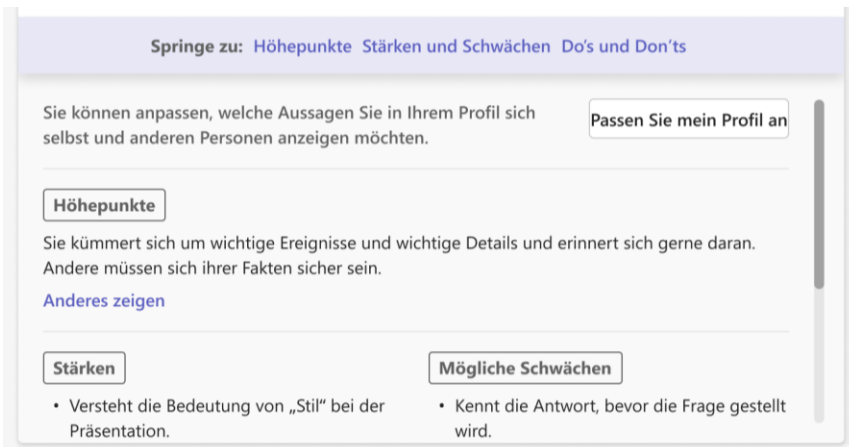 Springe zu: Höhepunkte Stärken und Schwächen Do's und Don'ts
Sie können anpassen, welche Aussagen Sie in Ihrem Profil sich
selbst und anderen Personen anzeigen möchten.
Passen Sie mein Profil an
Höhepunkte
Sie kümmert sich um wichtige Ereignisse und wichtige Details und erinnert sich gerne daran.
Andere müssen sich ihrer Fakten sicher sein.
Anderes zeigen
Stärken
• Versteht die Bedeutung von „Stil“ bei der
Präsentation.
Mögliche Schwächen
• Kennt die Antwort, bevor die Frage gestellt
wird.